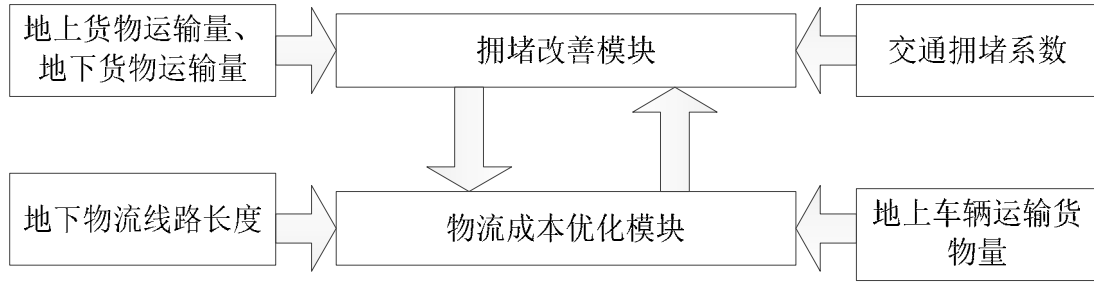 地上货物运输量、
地下货物运输量
拥堵改善模块
交通拥堵系数
地下物流线路长度
物流成本优化模块
地上车辆运输货
物量